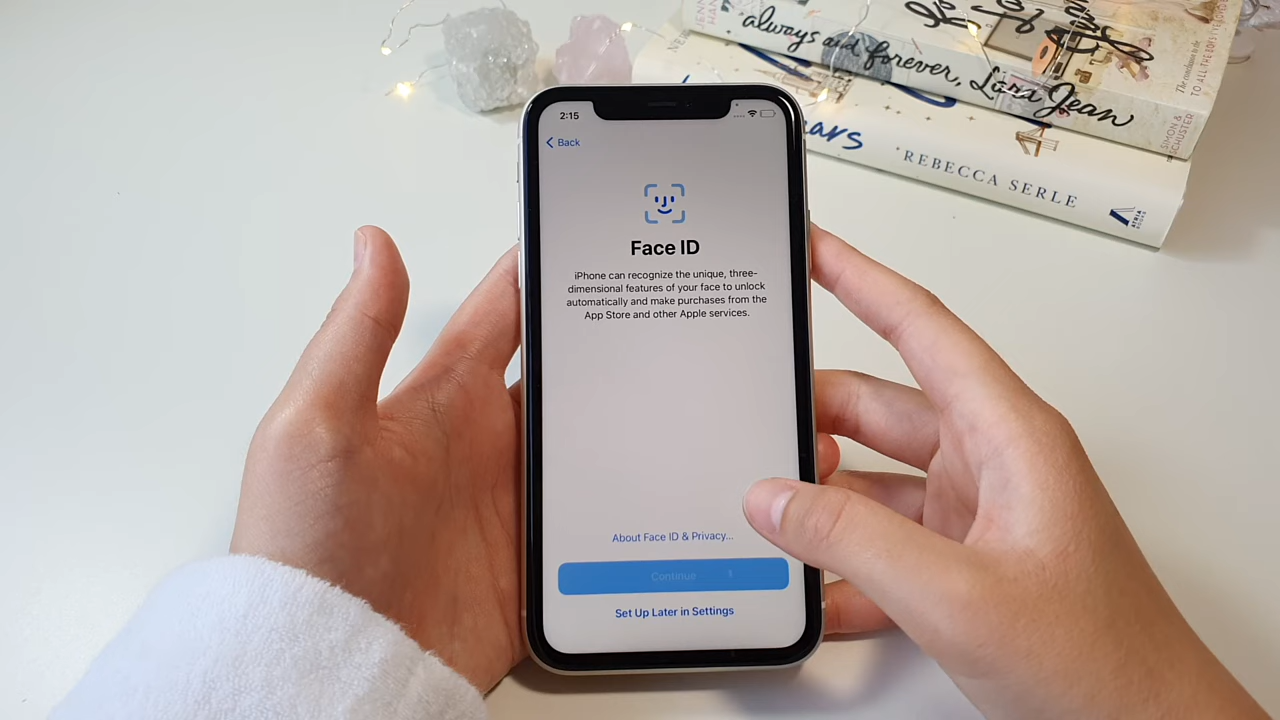 always and forever, Lara Jean
SIMON &
SCHUSTER
REBECCA SERLE
ATRIA
BOOKS
2:15
Back
Face ID
iPhone can recognize the unique, three-
dimensional features of your face to unlock
automatically and make purchases from the
App Store and other Apple services.
About Face ID & Privacy...
Continue
Set Up Later in Settings